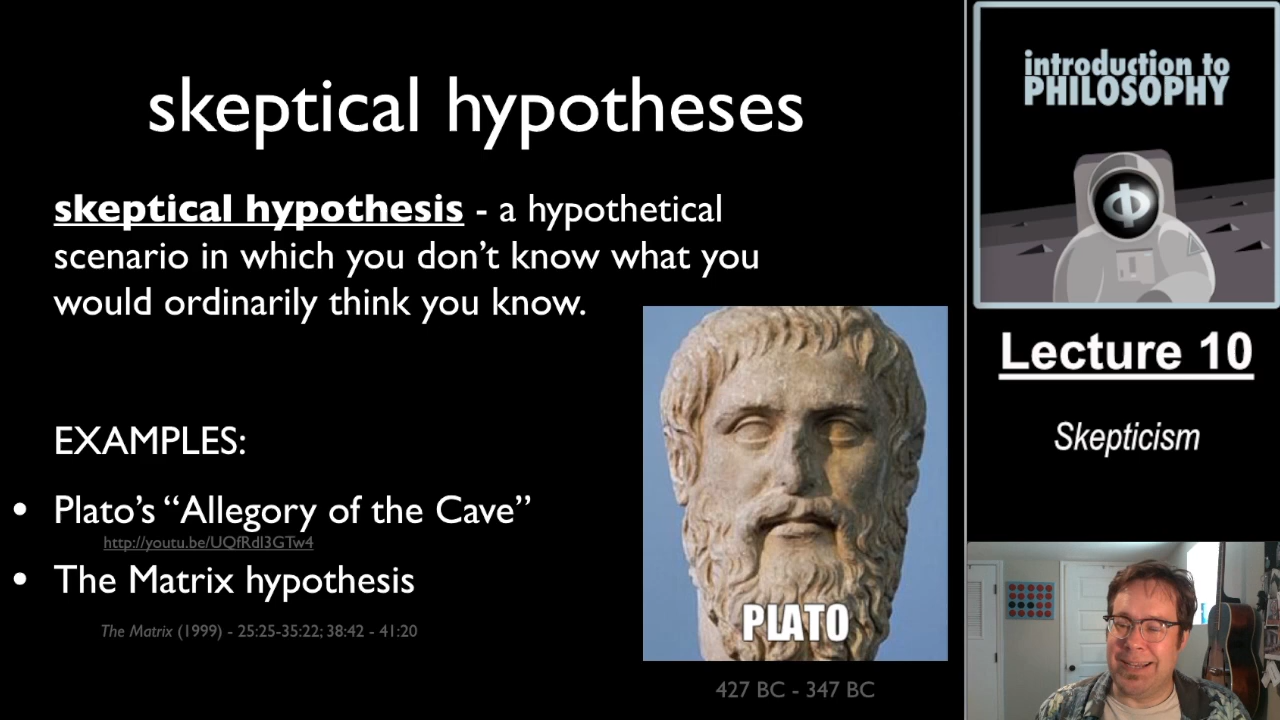 skeptical hypotheses
skeptical hypothesis - a hypothetical
scenario in which you don’t know what you
would ordinarily think you know.
EXAMPLES:
• Plato’s “Allegory of the Cave”
http://youtu.be/UQfRdl3GTw4
• The Matrix hypothesis
The Matrix (1999) - 25:25-35:22; 38:42 - 41:20
PLATO
427 BC - 347 BC
introduction to
PHILOSOPHY
Φ
Lecture 10
Skepticism